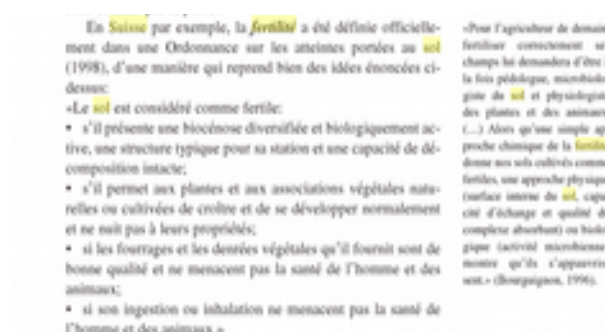 En Suisse par exemple, la fertilité a été définie officielle-
ment dans une Ordonnance sur les atteintes portées au sol
(1998), d'une manière qui reprend bien des idées énoncées ci-
dessus:
«Le sol est considéré comme fertile:
• s'il présente une biocénose diversifiée et biologiquement ac-
tive, une structure typique pour sa station et une capacité de dé-
composition intacte;
• s'il permet aux plantes et aux associations végétales natu-
relles ou cultivées de croître et de se développer normalement
et ne nuit pas à leurs propriétés;
• si les fourrages et les denrées végétales qu'il fournit sont de
bonne qualité et ne menacent pas la santé de l'homme et des
animaux;
• si son ingestion ou inhalation ne menacent pas la santé de
l'homme et des animaux.»
«Pour l'agriculteur de demain
fertiliser correctement se
champs lui demandera d'être
la fois pédologue, microbiolo
giste du sol et physiologist
des plantes et des animaux
(...) Alors qu'une simple ap
proche chimique de la fertilit
donne nos sols cultivés comm
fertiles, une approche physique
(surface interne du sol, capa
cité d'échange et qualité d
complexe absorbant) ou biolo
gique (activité microbienne
montre qu'ils s'appauvris
sent.» (Bourguignon, 1996).